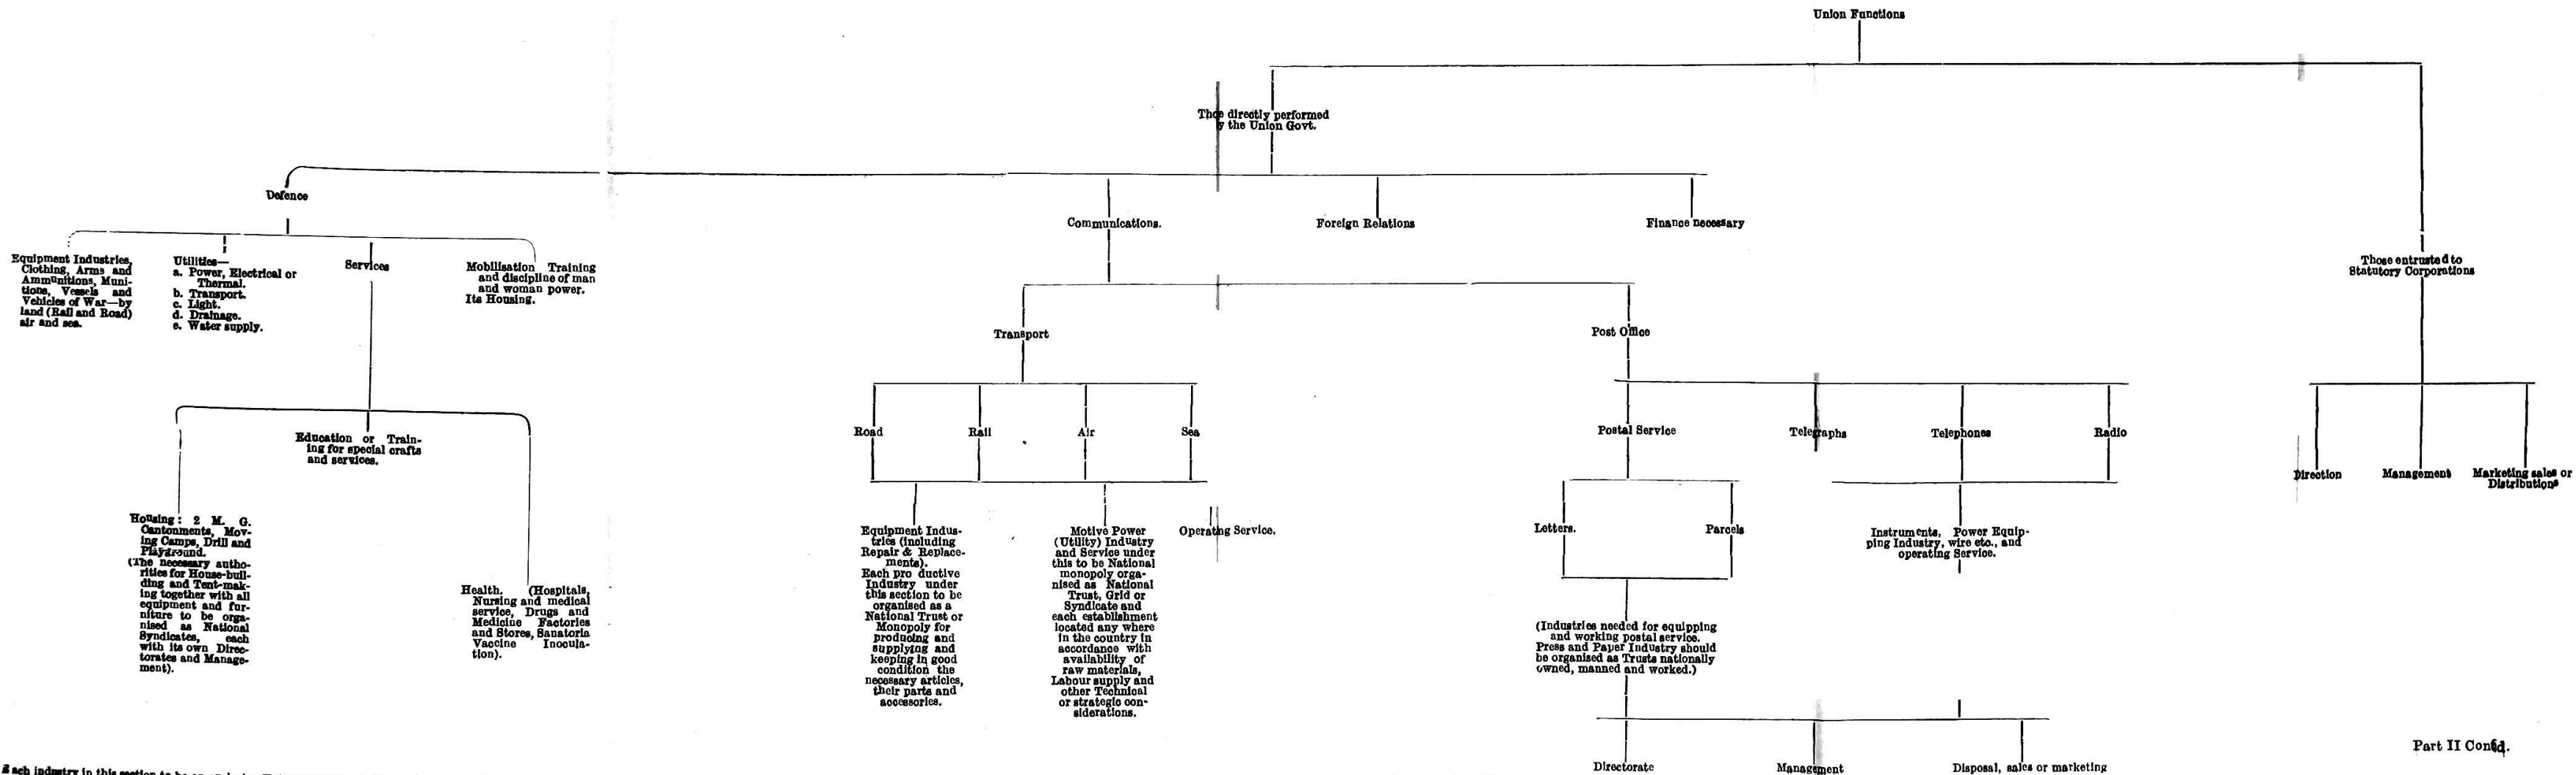 Union Functions
Thoe directly performed
y the Union Govt.
Defence
Communications.
Foreign Relations
Finance necessary
Those entrusted to
Statutory Corporations
Equipment Industries,
Clothing, Arms and
Ammunitions, Muni-
tions, Vessels and
Vehicles of War—by
land (Rail and Road)
air and sea.
Utilities—
a. Power, Electrical or
Thermal.
b. Transport.
c. Light.
d. Drainage.
e. Water supply.
Services
Mobilisation Training
and discipline of man
and woman power.
Its Housing.
Transport
Post Office
Road
Rail
Air
Sea
Postal Service
Telegraphs
Telephones
Radio
Direction
Management
Marketing sales or
Distributions
Education or Train-
ing for special crafts
and services.
Housing: 2 M. G.
Cantonments, Mov-
ing Camps, Drill and
Playground.
(The necessary autho-
rities for House-buil-
ding and Tent-mak-
ing together with all
equipment and fur-
niture to be orga-
nised as National
Syndicates, each
with its own Direc-
torates and Manage-
ment).
Health. (Hospitals,
Nursing and medical
service, Drugs and
Medicine Factories
and Stores, Sanatoria
Vaccine Inocula-
tion).
Equipment Indus-
tries (including
Repair & Replace-
ments).
Each pro ductive
Industry under
this section to be
organised as a
National Trust or
Monopoly for
producing and
supplying and
keeping in good
condition the
necessary articles,
their parts and
accessories.
Motive Power
(Utility) Industry
and Service under
this to be National
monopoly orga-
nised as National
Trust, Grid or
Syndicate and
each establishment
located any where
in the country in
accordance with
availability of
raw materials,
Labour supply and
other Technical
or strategic con-
siderations.
Operating Service.
Letters.
Parcels
Instruments, Power Equip-
ping Industry, wire etc., and
operating Service.
(Industries needed for equipping
and working postal service.
Press and Paper Industry should
be organised as Trusts nationally
owned, manned and worked.)
Directorate
Management
Disposal, sales or marketing
Part II Contd.
Each industry in this section to be